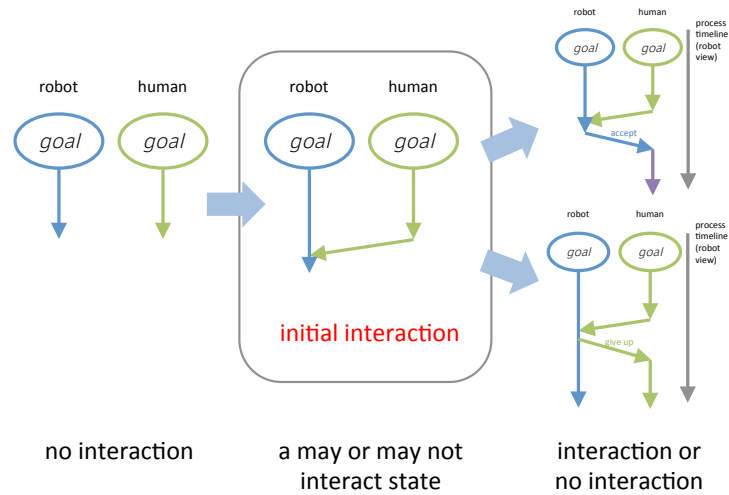 robot
human
goal
goal
no interaction
robot
human
goal
goal
initial interaction
a may or may not
interact state
robot
human
process
timeline
(robot
view)
goal
goal
accept
robot
human
process
timeline
(robot
view)
goal
goal
give up
interaction or
no interaction